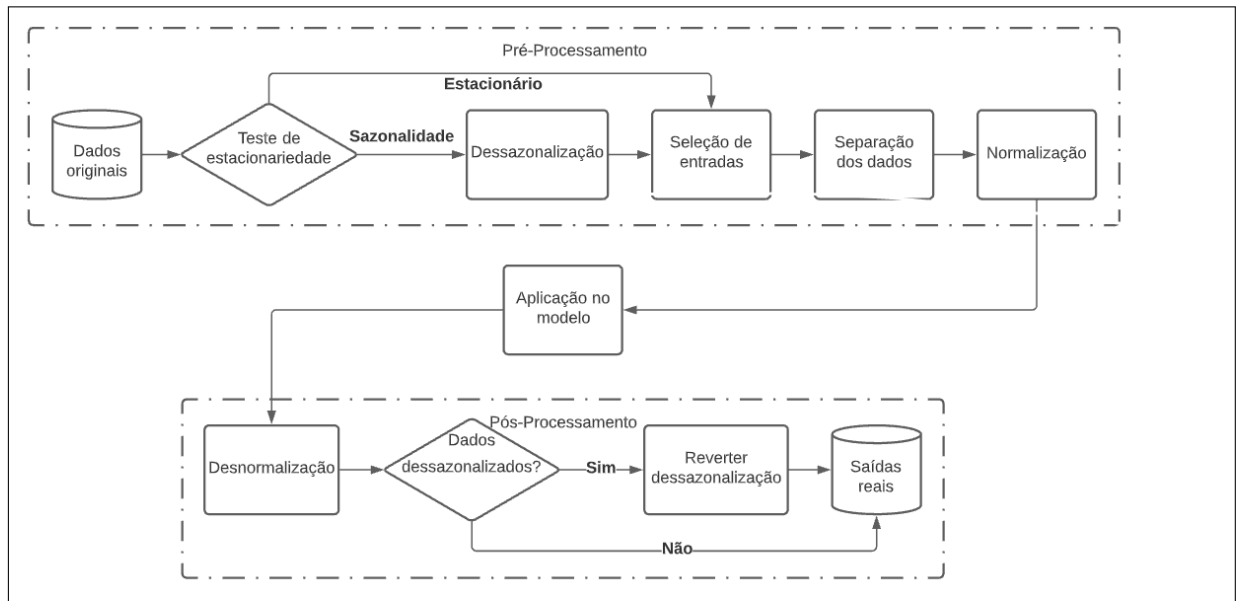 Pré-Processamento
Estacionário
Dados
originais
Teste de
estacionariedade
Sazonalidade
Dessazonalização
Seleção de
entradas
Separação
dos dados
Normalização
Aplicação no
modelo
Pós-Processamento
Desnormalização
Dados
dessazonalizados?
Sim
Reverter
dessazonalização
Saídas
reais
Não